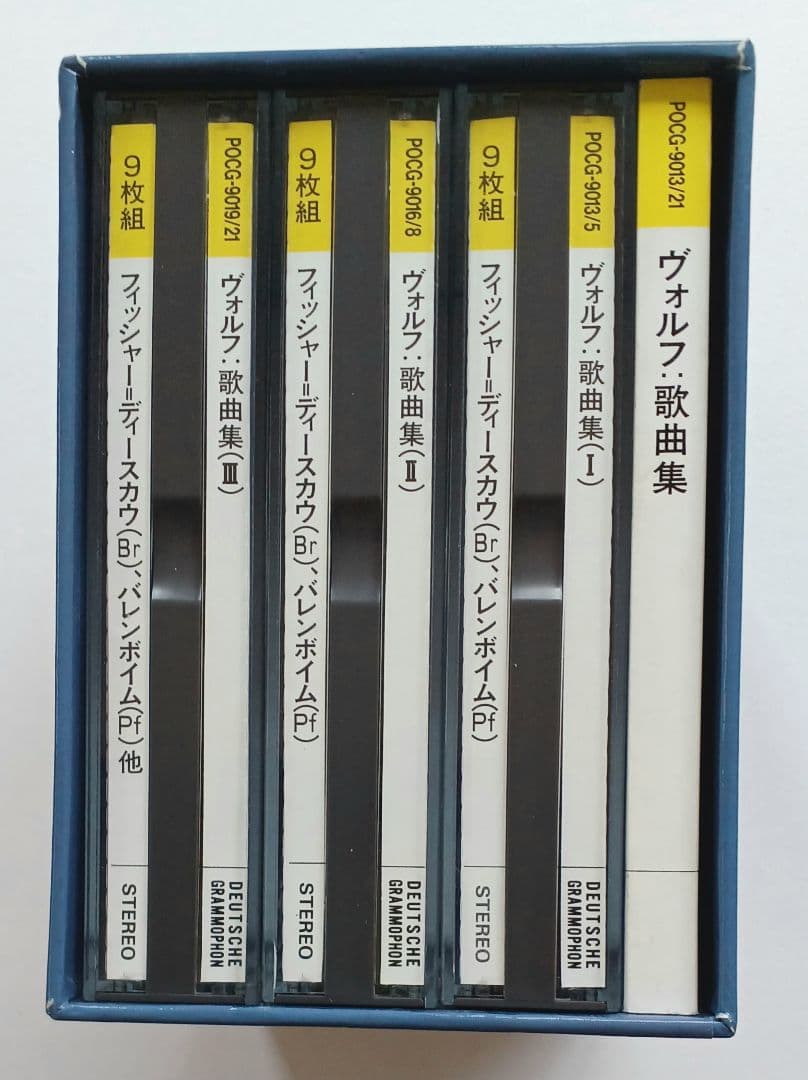 POCG-9013/21
ヴォルフ：歌曲集
POCG-9013/5
ヴォルフ：歌曲集(Ⅰ)
DEUTSCHE
GRAMMOPHON
9枚組
フィッシャー=ディースカウ(Br)、バレンボイム(Pf)
STEREO
POCG-9016/8
ヴォルフ：歌曲集(Ⅱ)
DEUTSCHE
GRAMMOPHON
9枚組
フィッシャー=ディースカウ(Br)、バレンボイム(Pf)
STEREO
POCG-9019/21
ヴォルフ：歌曲集(Ⅲ)
DEUTSCHE
GRAMMOPHON
9枚組
フィッシャー=ディースカウ(Br)、バレンボイム(Pf)他
STEREO